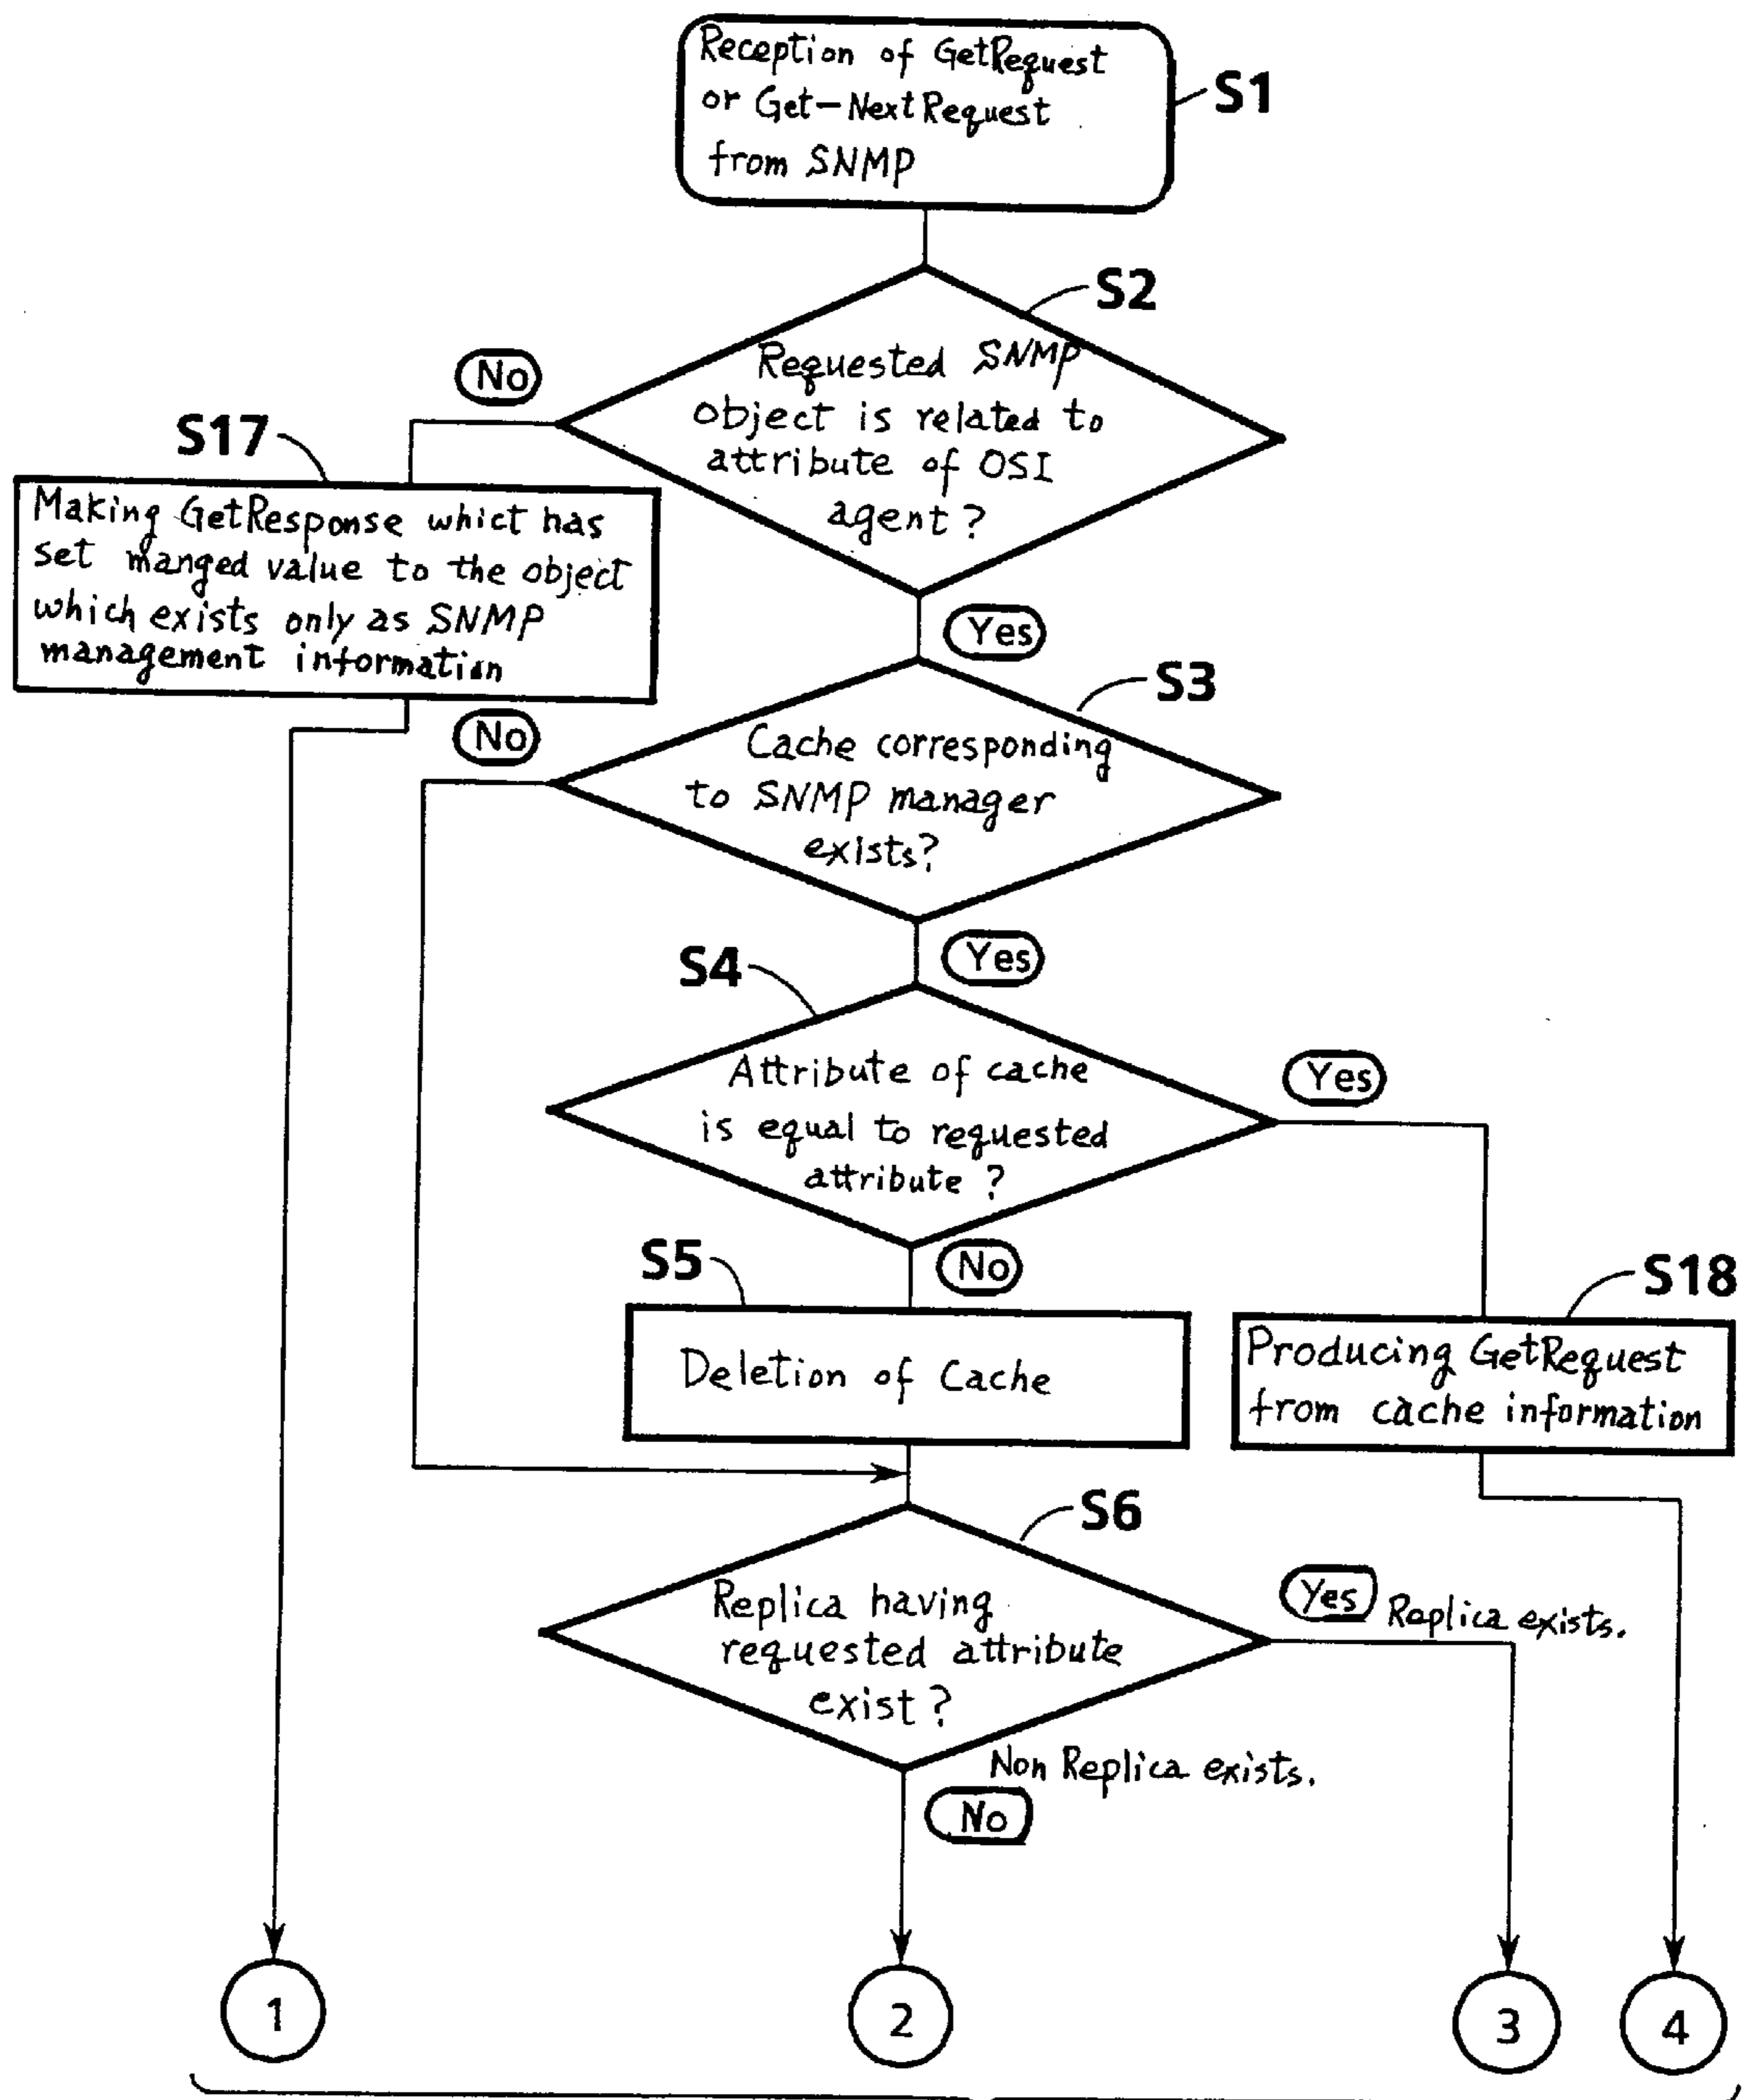 Reception of GetRequest
or Get-NextRequest
from SNMP
S1
S2
Requested SNMP
object is related to
attribute of OSI
agent?
No
S17
Making GetResponse whict has
set manged value to the object
which exists only as SNMP
management information
Yes
S3
No
Cache corresponding
to SNMP manager
exists?
Yes
S4
Attribute of cache
is equal to requested
attribute ?
Yes
No
S5
Deletion of Cache
S18
Producing GetRequest
from cache information
S6
Replica having
requested attribute
exist?
Yes Replica exists.
Non Replica exists.
No
1
2
3
4